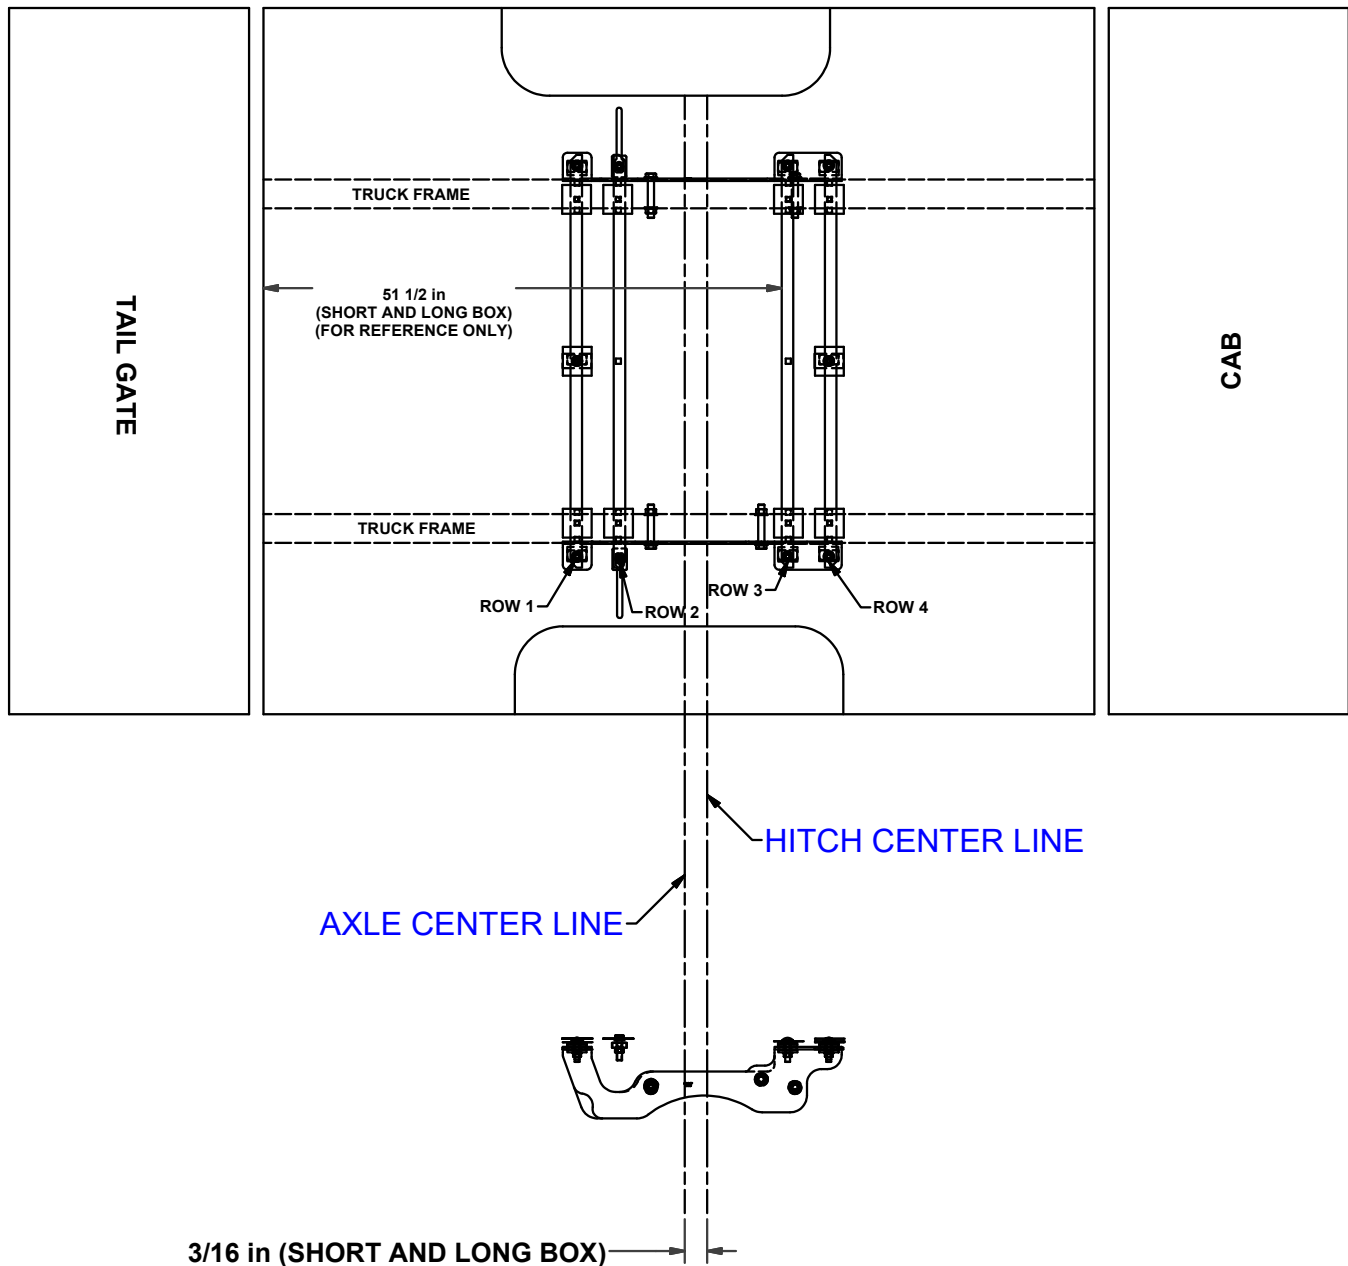 TAIL GATE
TRUCK FRAME
51 1/2 in
(SHORT AND LONG BOX)
(FOR REFERENCE ONLY)
CAB
TRUCK FRAME
ROW 1
ROW 2
ROW 3
ROW 4
HITCH CENTER LINE
AXLE CENTER LINE
3/16 in (SHORT AND LONG BOX)